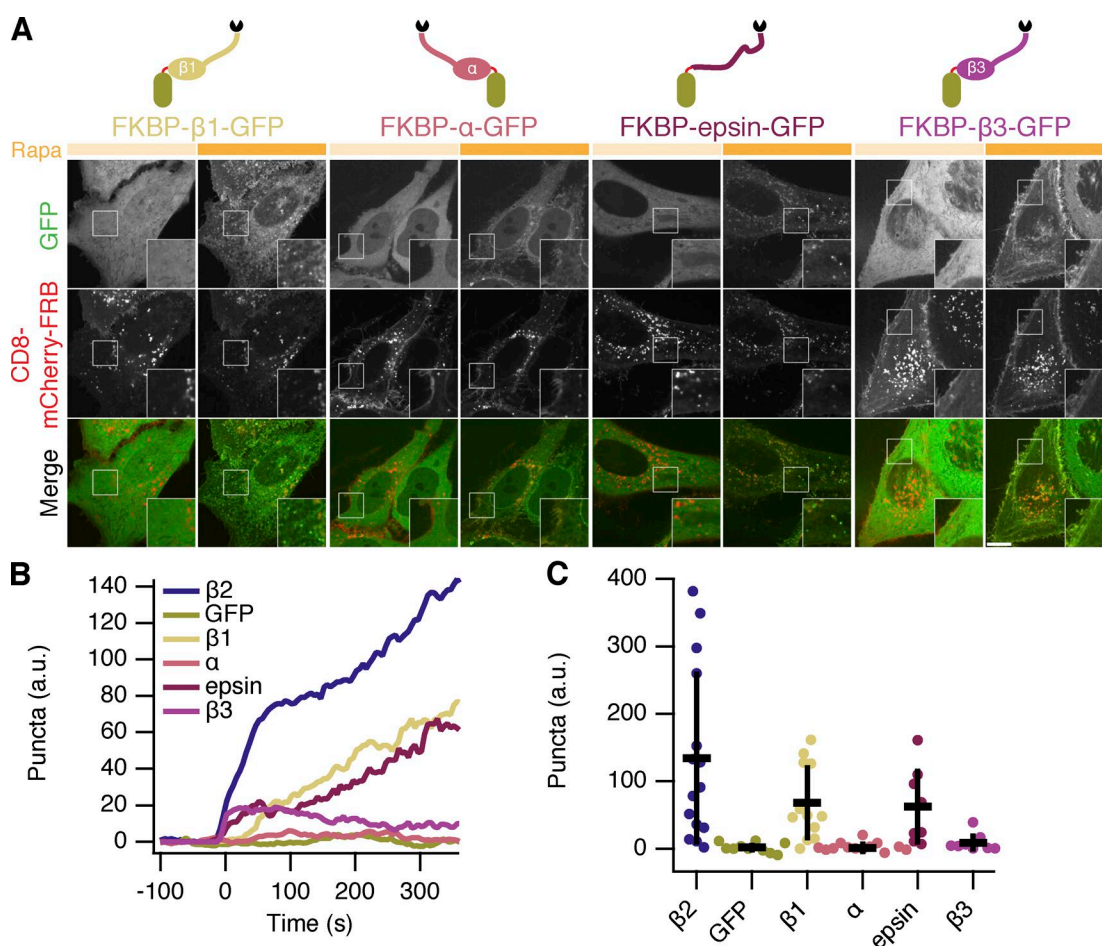 A
β1
α
β3
FKBP-β1-GFP
FKBP-α-GFP
FKBP-epsin-GFP
FKBP-β3-GFP
Rapa
GFP
CD8-
mCherry-FRB
Merge
B
C
Puncta (a.u.)
140
120
100
80
60
40
20
0
β2
GFP
β1
α
epsin
β3
-100
0
100
200
300
Time (s)
Puncta (a.u.)
400
300
200
100
0
β2
GFP
β1
α
epsin
β3